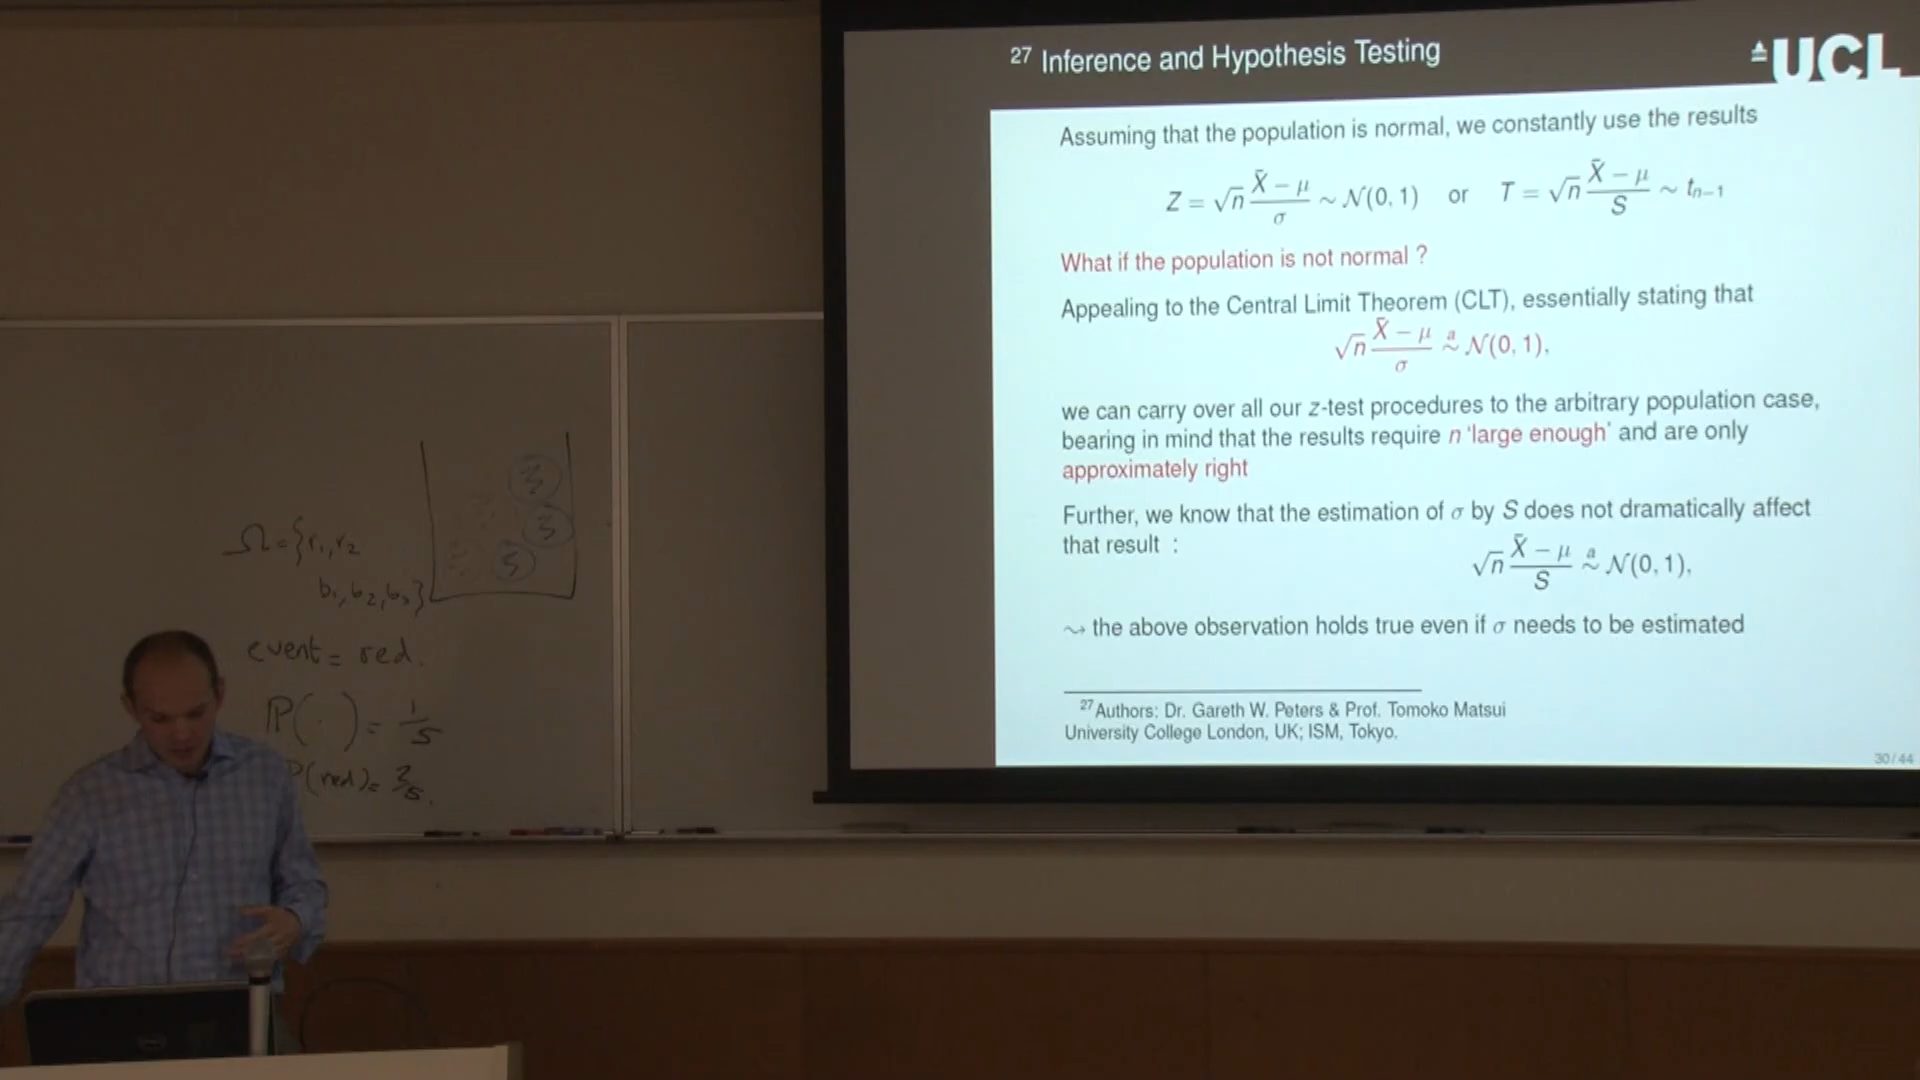 27 Inference and Hypothesis Testing
UCL
Assuming that the population is normal, we constantly use the results
Z = √n (X̄ − μ)/σ ∼ N(0, 1) or T = √n (X̄ − μ)/S ∼ tₙ₋₁
What if the population is not normal ?
Appealing to the Central Limit Theorem (CLT), essentially stating that
√n (X̄ − μ)/σ ᵃ∼ N(0, 1),
we can carry over all our z-test procedures to the arbitrary population case,
bearing in mind that the results require n 'large enough' and are only
approximately right
Further, we know that the estimation of σ by S does not dramatically affect
that result :
√n (X̄ − μ)/S ᵃ∼ N(0, 1),
⇝ the above observation holds true even if σ needs to be estimated
27 Authors: Dr. Gareth W. Peters & Prof. Tomoko Matsui
University College London, UK; ISM, Tokyo.
30/44
Ω = {r₁, r₂
b₁, b₂, b₃}
event = red.
P(·) = 1/5
P(red) = 2/5.